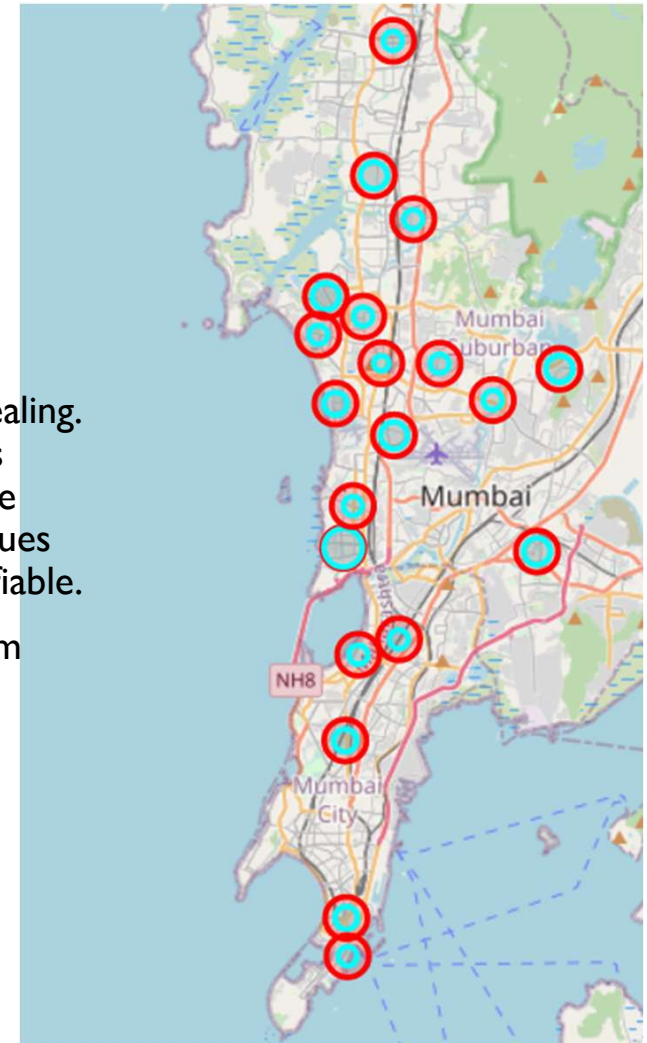 ealing.
s
e
ues
fiable.
m
Mumbai
Suburban
Mumbai
NH8
Mumbai
City